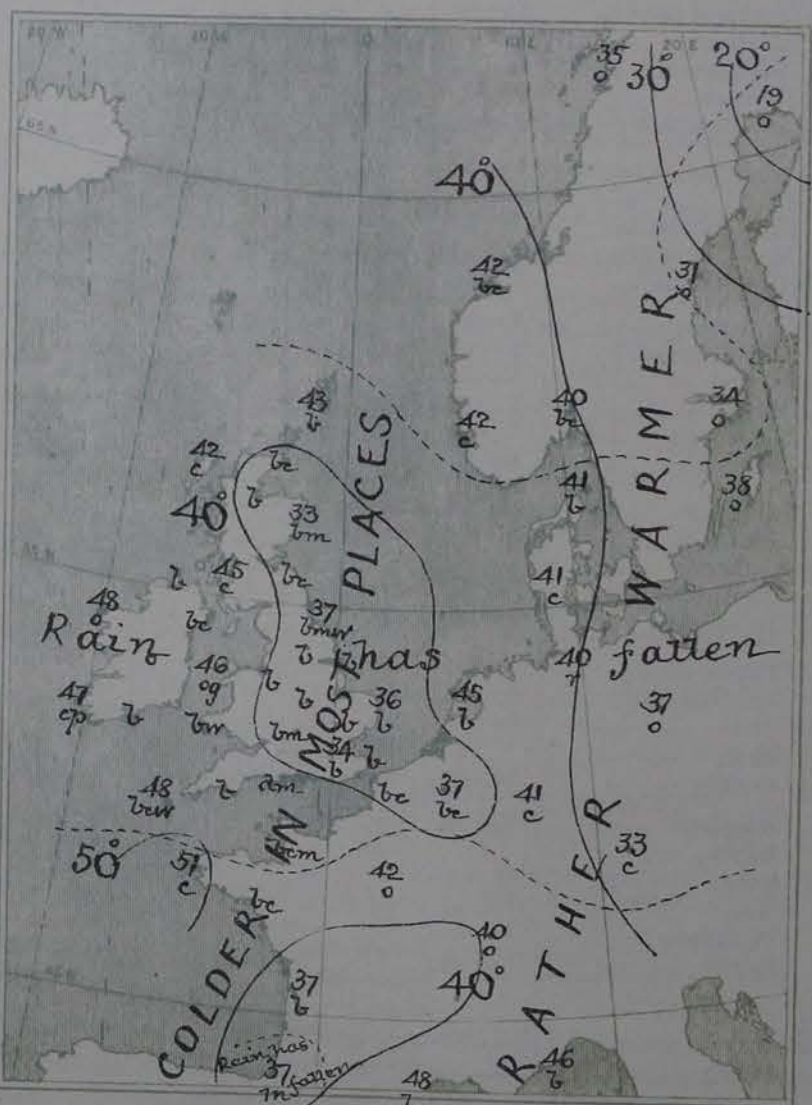 35
30°
20°
19
40°
42
bc
31
43
b
42
c
40
bc
34
42
c
bc
40°
b
33
bm
41
b
38
b
45
c
bc
41
c
48
bc
37
bmw
Rain has fallen
b
46
og
b
40
47
cp
b
bw
b
b
36
b
45
b
37
bm
34
b
b
48
bcw
b
bc
37
bc
41
c
33
c
50°
51
c
bcm
42
bc
40
40°
37
b
Rain has
fallen
37
46
b
48
COLDER IN MOST PLACES
RATHER WARMER